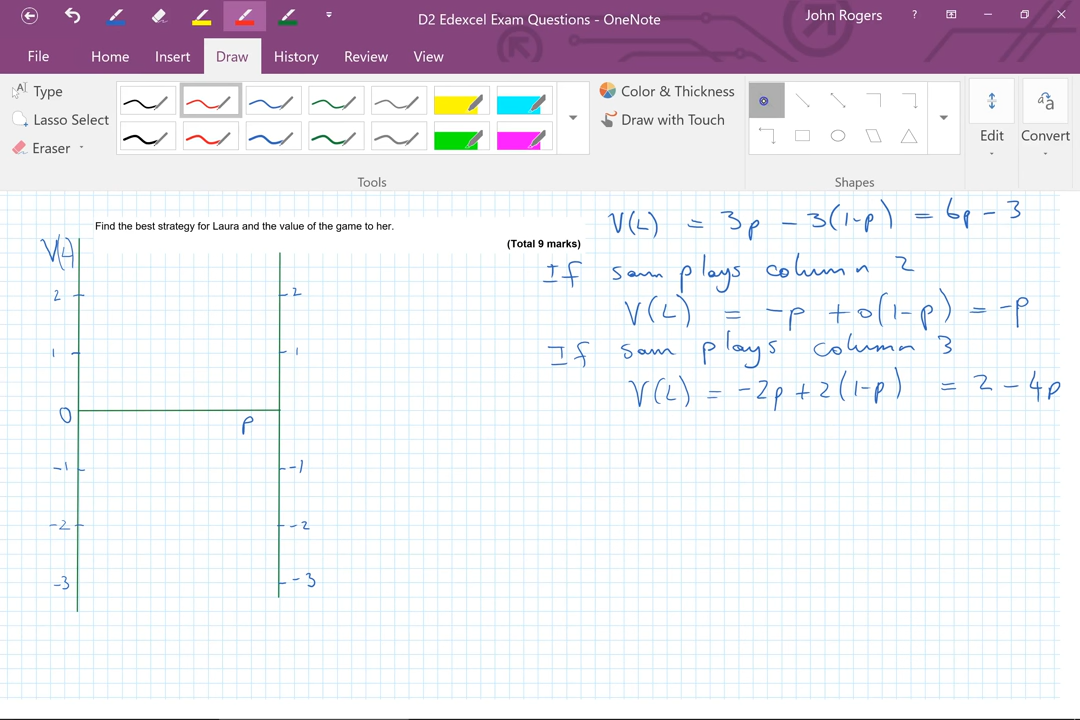 D2 Edexcel Exam Questions - OneNote
John Rogers
?
File
Home
Insert
Draw
History
Review
View
Type
Lasso Select
Eraser
Color & Thickness
Draw with Touch
Edit
Convert
Tools
Shapes
Find the best strategy for Laura and the value of the game to her.
(Total 9 marks)
V(L) = 3p - 3(1-p) = 6p - 3
If sam plays column 2
V(L) = -p + 0(1-p) = -p
If sam plays column 3
V(L) = -2p + 2(1-p) = 2 - 4p
V(L)
2
2
1
1
0
p
-1
-1
-2
-2
-3
-3